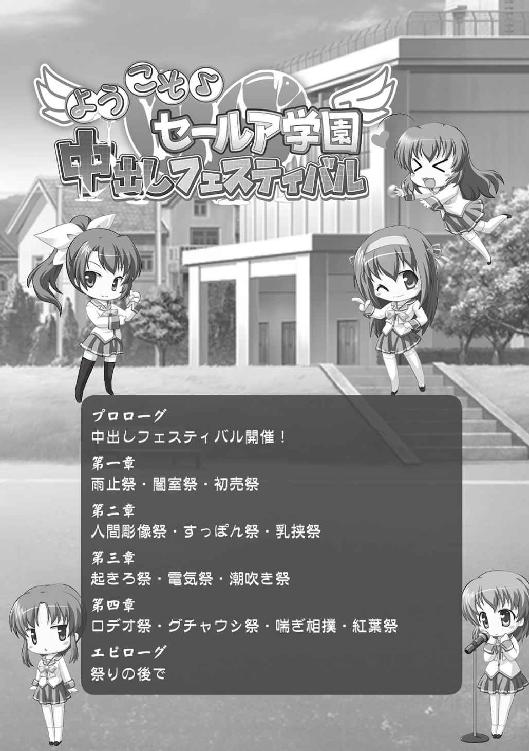 ようこそ♪
セールア学園
中出しフェスティバル
プロローグ
中出しフェスティバル開催！
第一章
雨止祭・闇室祭・初売祭
第二章
人間彫像祭・すっぽん祭・乳挟祭
第三章
起きろ祭・電気祭・潮吹き祭
第四章
ロデオ祭・グチャウシ祭・喘ぎ相撲・紅葉祭
エピローグ
祭りの後で